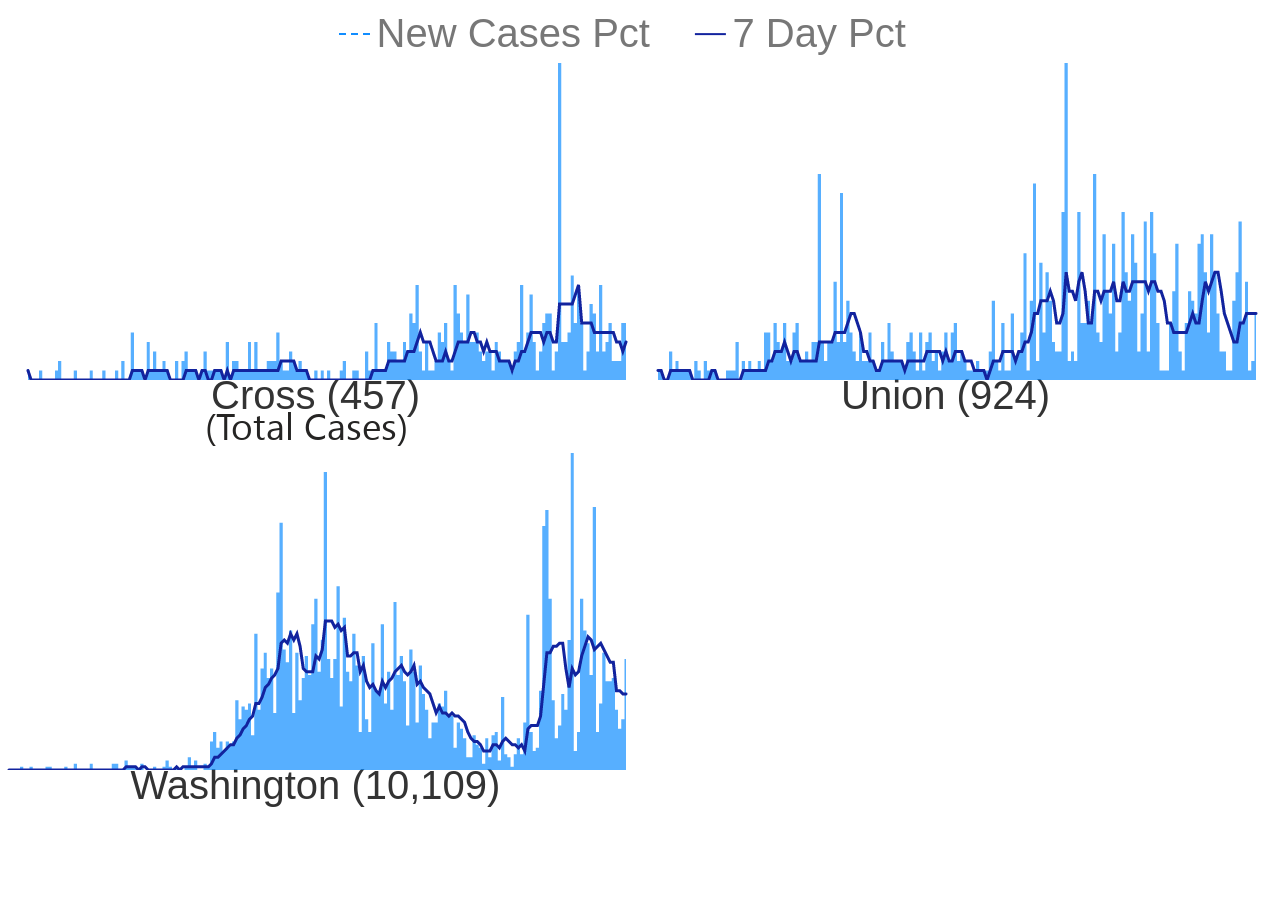 New Cases Pct 7 Day Pct
Cross (457)
(Total Cases)
Union (924)
Washington (10,109)